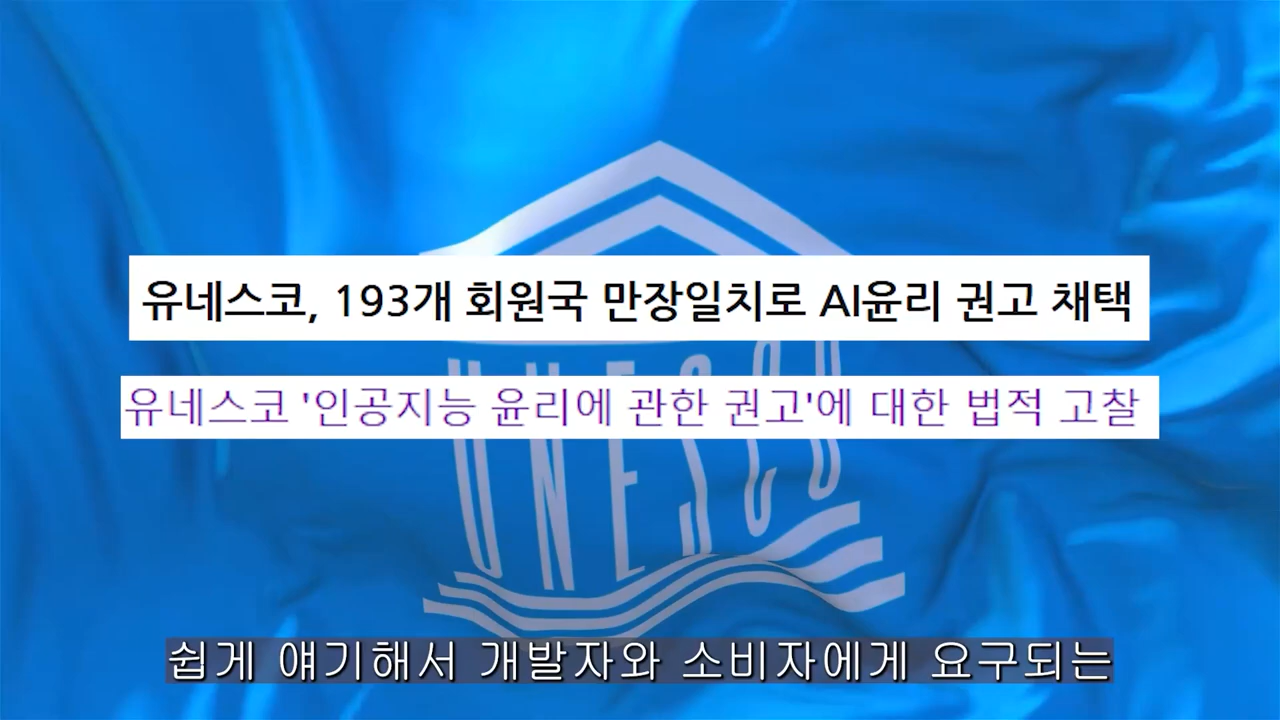 유네스코, 193개 회원국 만장일치로 AI윤리 권고 채택
유네스코 '인공지능 윤리에 관한 권고'에 대한 법적 고찰
UNESCO
쉽게 얘기해서 개발자와 소비자에게 요구되는